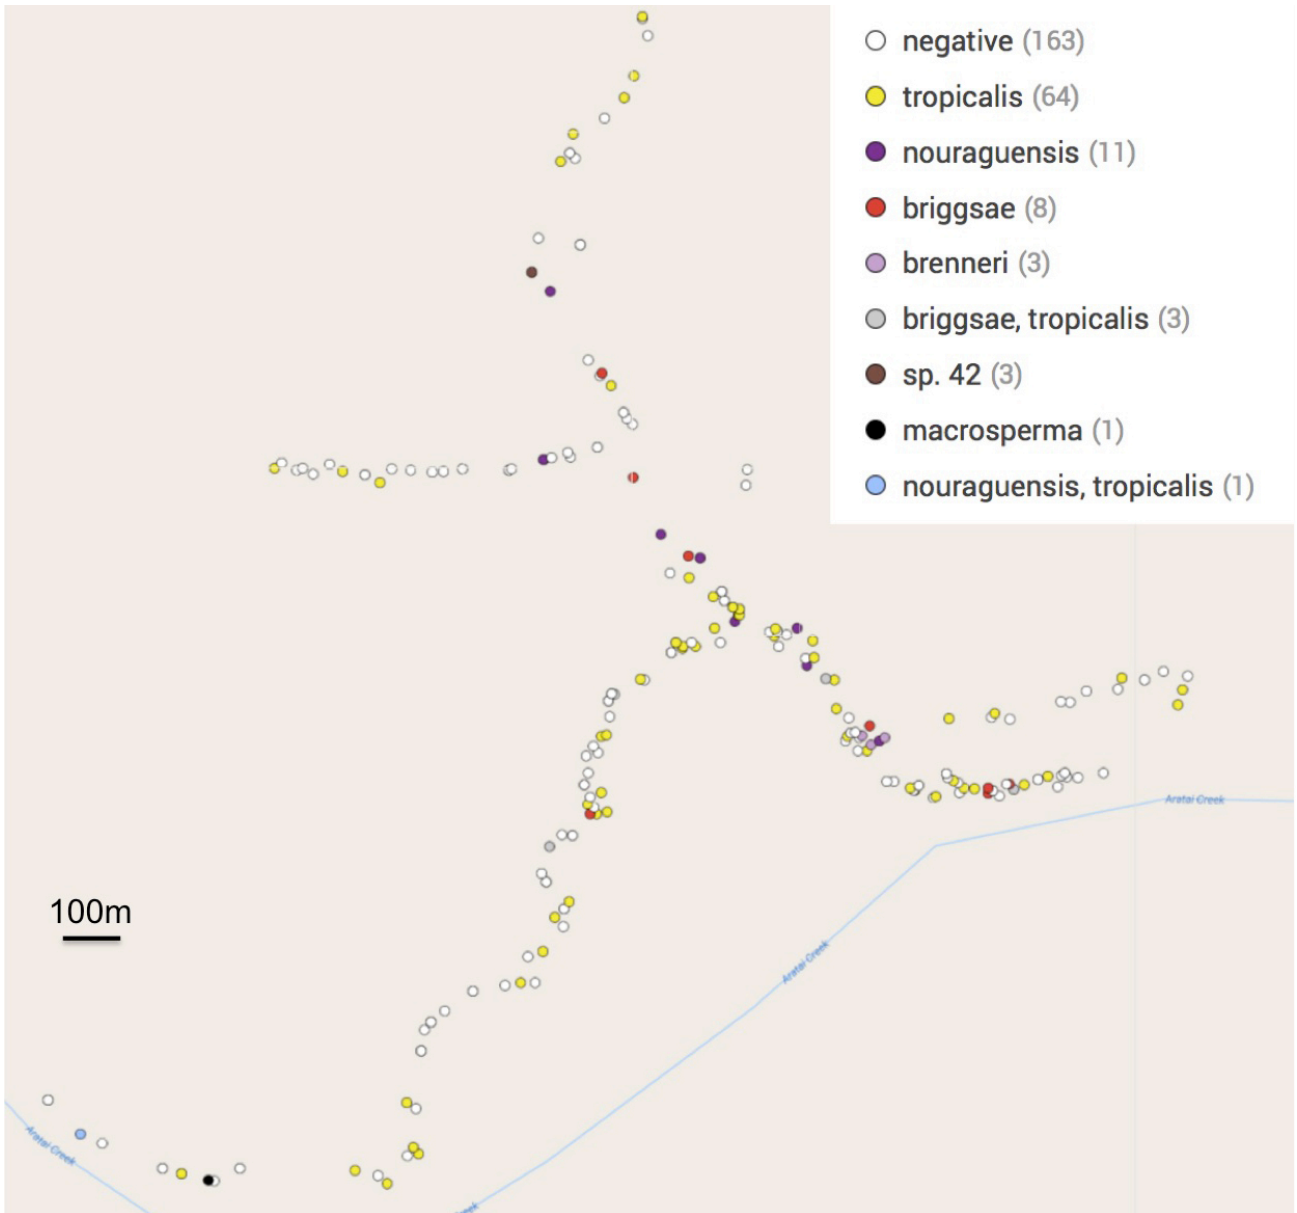 negative (163)
tropicalis (64)
nouraguensis (11)
briggsae (8)
brenneri (3)
briggsae, tropicalis (3)
sp. 42 (3)
macrosperma (1)
nouraguensis, tropicalis (1)
Aratai Creek
100m
Aratai Creek
Aratai Creek
eek